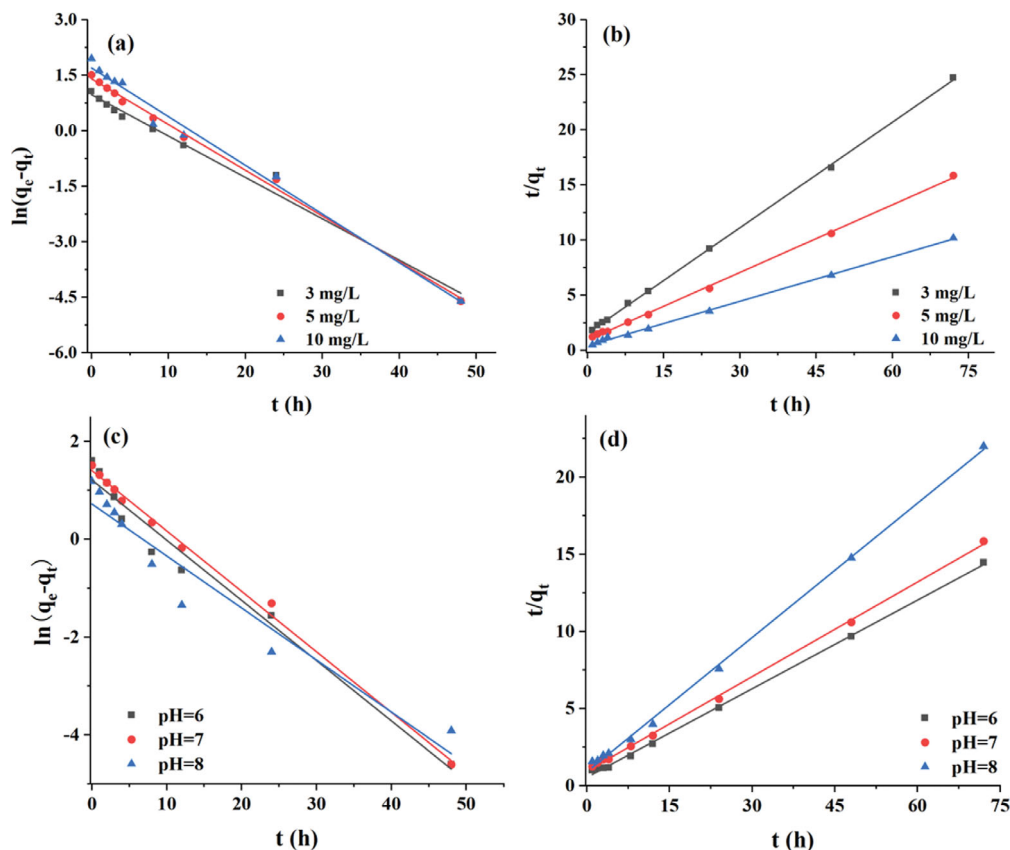 (a)
3.0
1.5
0.0
-1.5
-3.0
-4.5
-6.0
ln(qe-qt)
3 mg/L
5 mg/L
10 mg/L
0 10 20 30 40 50
t (h)
(b)
30
25
20
15
10
5
0
t/qt
3 mg/L
5 mg/L
10 mg/L
0 15 30 45 60 75
t (h)
(c)
2
0
-2
-4
ln (qe-qt)
pH=6
pH=7
pH=8
0 10 20 30 40 50
t (h)
(d)
20
15
10
5
0
t/qt
pH=6
pH=7
pH=8
0 15 30 45 60 75
t (h)